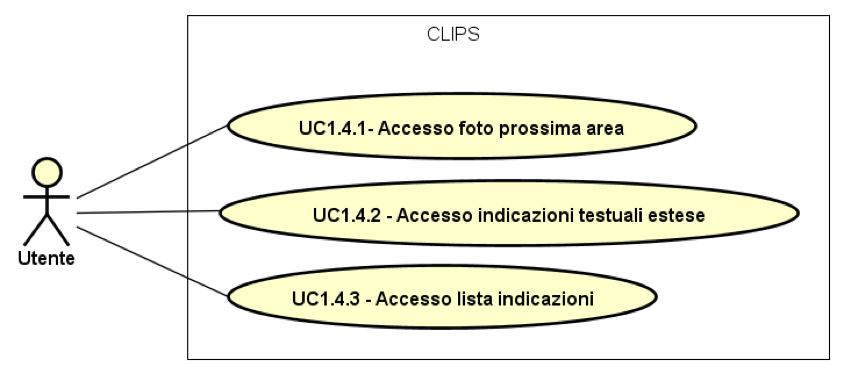 CLIPS
UC1.4.1- Accesso foto prossima area
UC1.4.2 - Accesso indicazioni testuali estese
Utente
UC1.4.3 - Accesso lista indicazioni